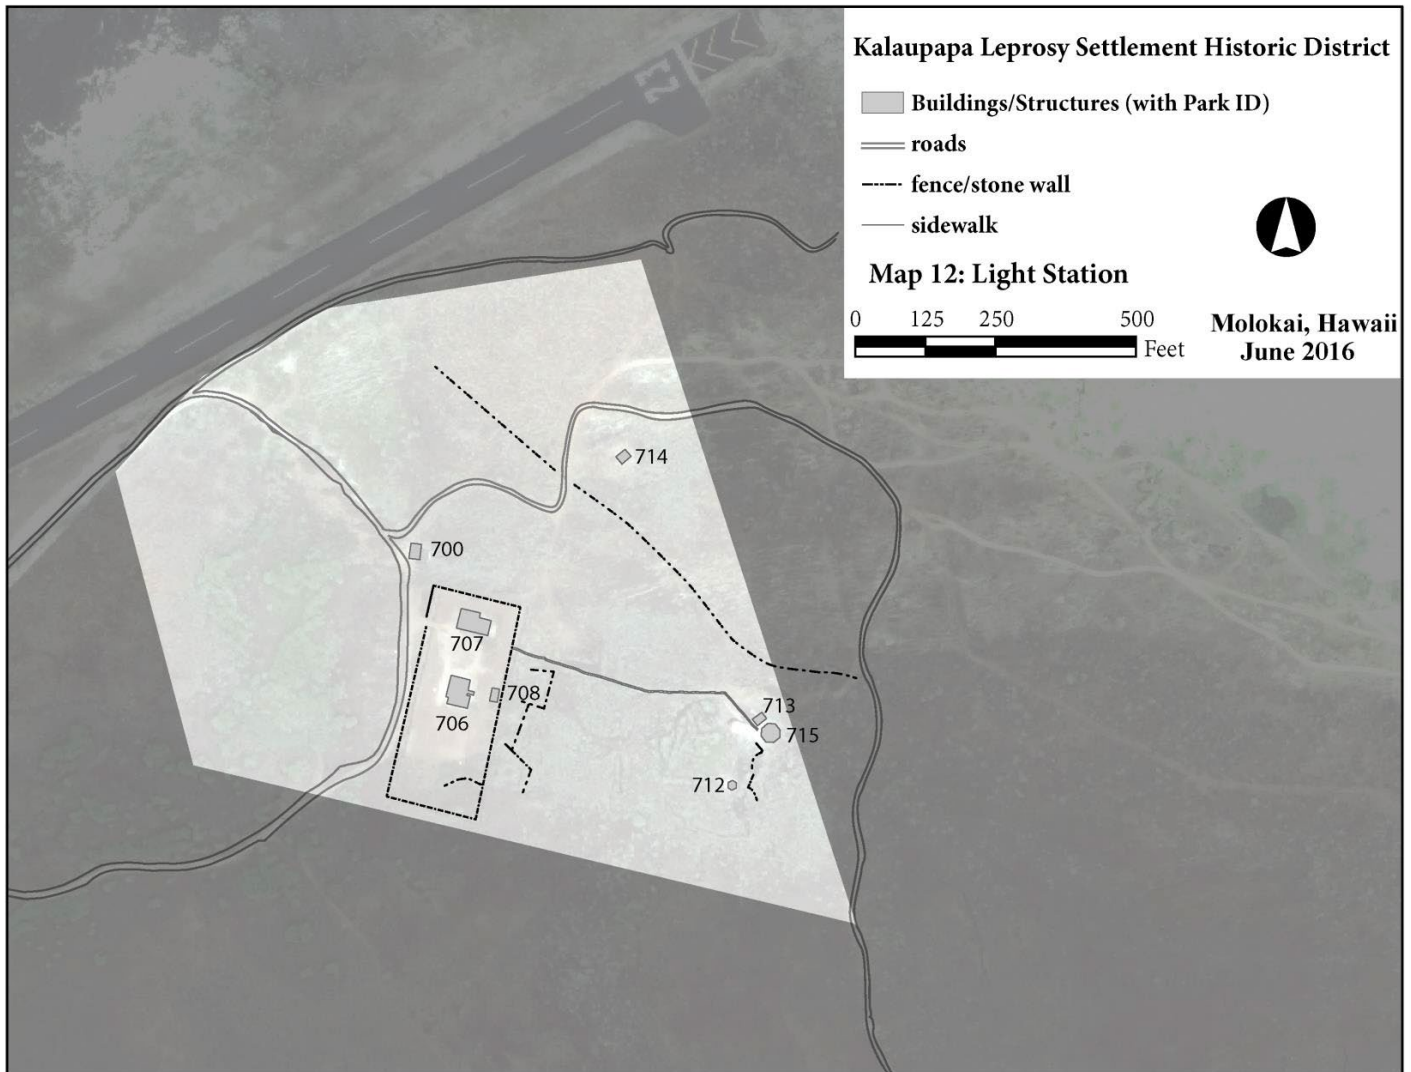 Kalaupapa Leprosy Settlement Historic District
Buildings/Structures (with Park ID)
roads
fence/stone wall
sidewalk
Map 12: Light Station
0 125 250 500
Feet
Molokai, Hawaii
June 2016
23
714
700
707
708
706
713
715
712